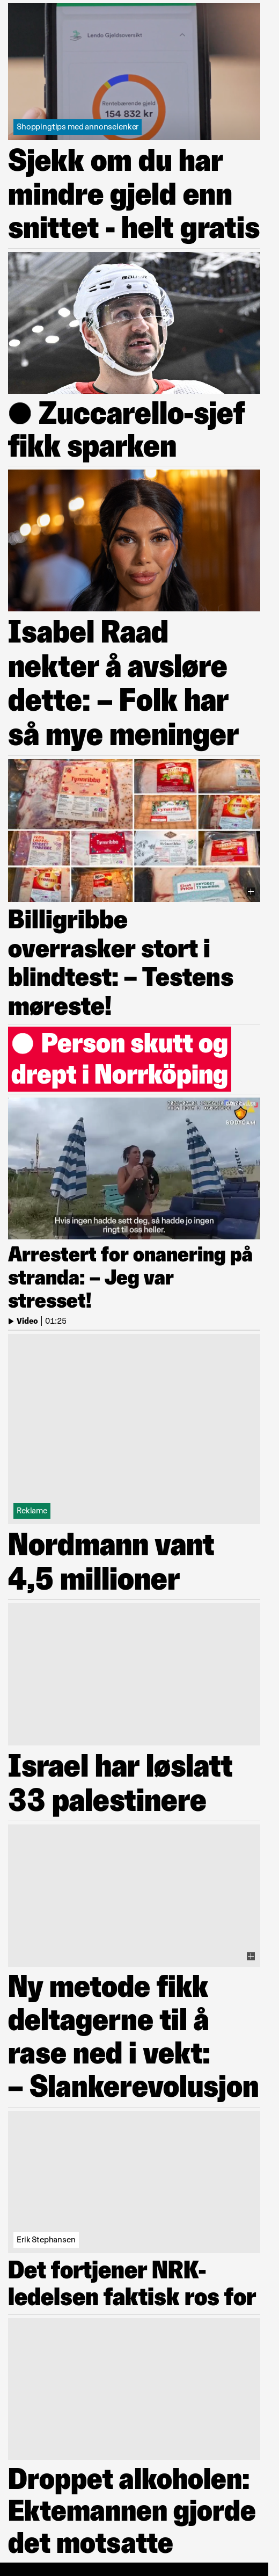 Lendo Gjeldsoversikt
Rentebærende gjeld
154 832 kr
Shoppingtips med annonselenker
Sjekk om du har
mindre gjeld enn
snittet - helt gratis
BAUER
● Zuccarello-sjef
fikk sparken
Isabel Raad
nekter å avsløre
dette: – Folk har
så mye meninger
Tynnribbe
Billigribbe
overrasker stort i
blindtest: – Testens
møreste!
● Person skutt og
drept i Norrköping
BODYCAM
Hvis ingen hadde sett deg, så hadde jo ingen
ringt til oss heller.
Arrestert for onanering på
stranda: – Jeg var
stresset!
Video | 01:25
Reklame
Nordmann vant
4,5 millioner
Israel har løslatt
33 palestinere
Ny metode fikk
deltagerne til å
rase ned i vekt:
– Slankerevolusjon
Erik Stephansen
Det fortjener NRK-
ledelsen faktisk ros for
Droppet alkoholen:
Ektemannen gjorde
det motsatte